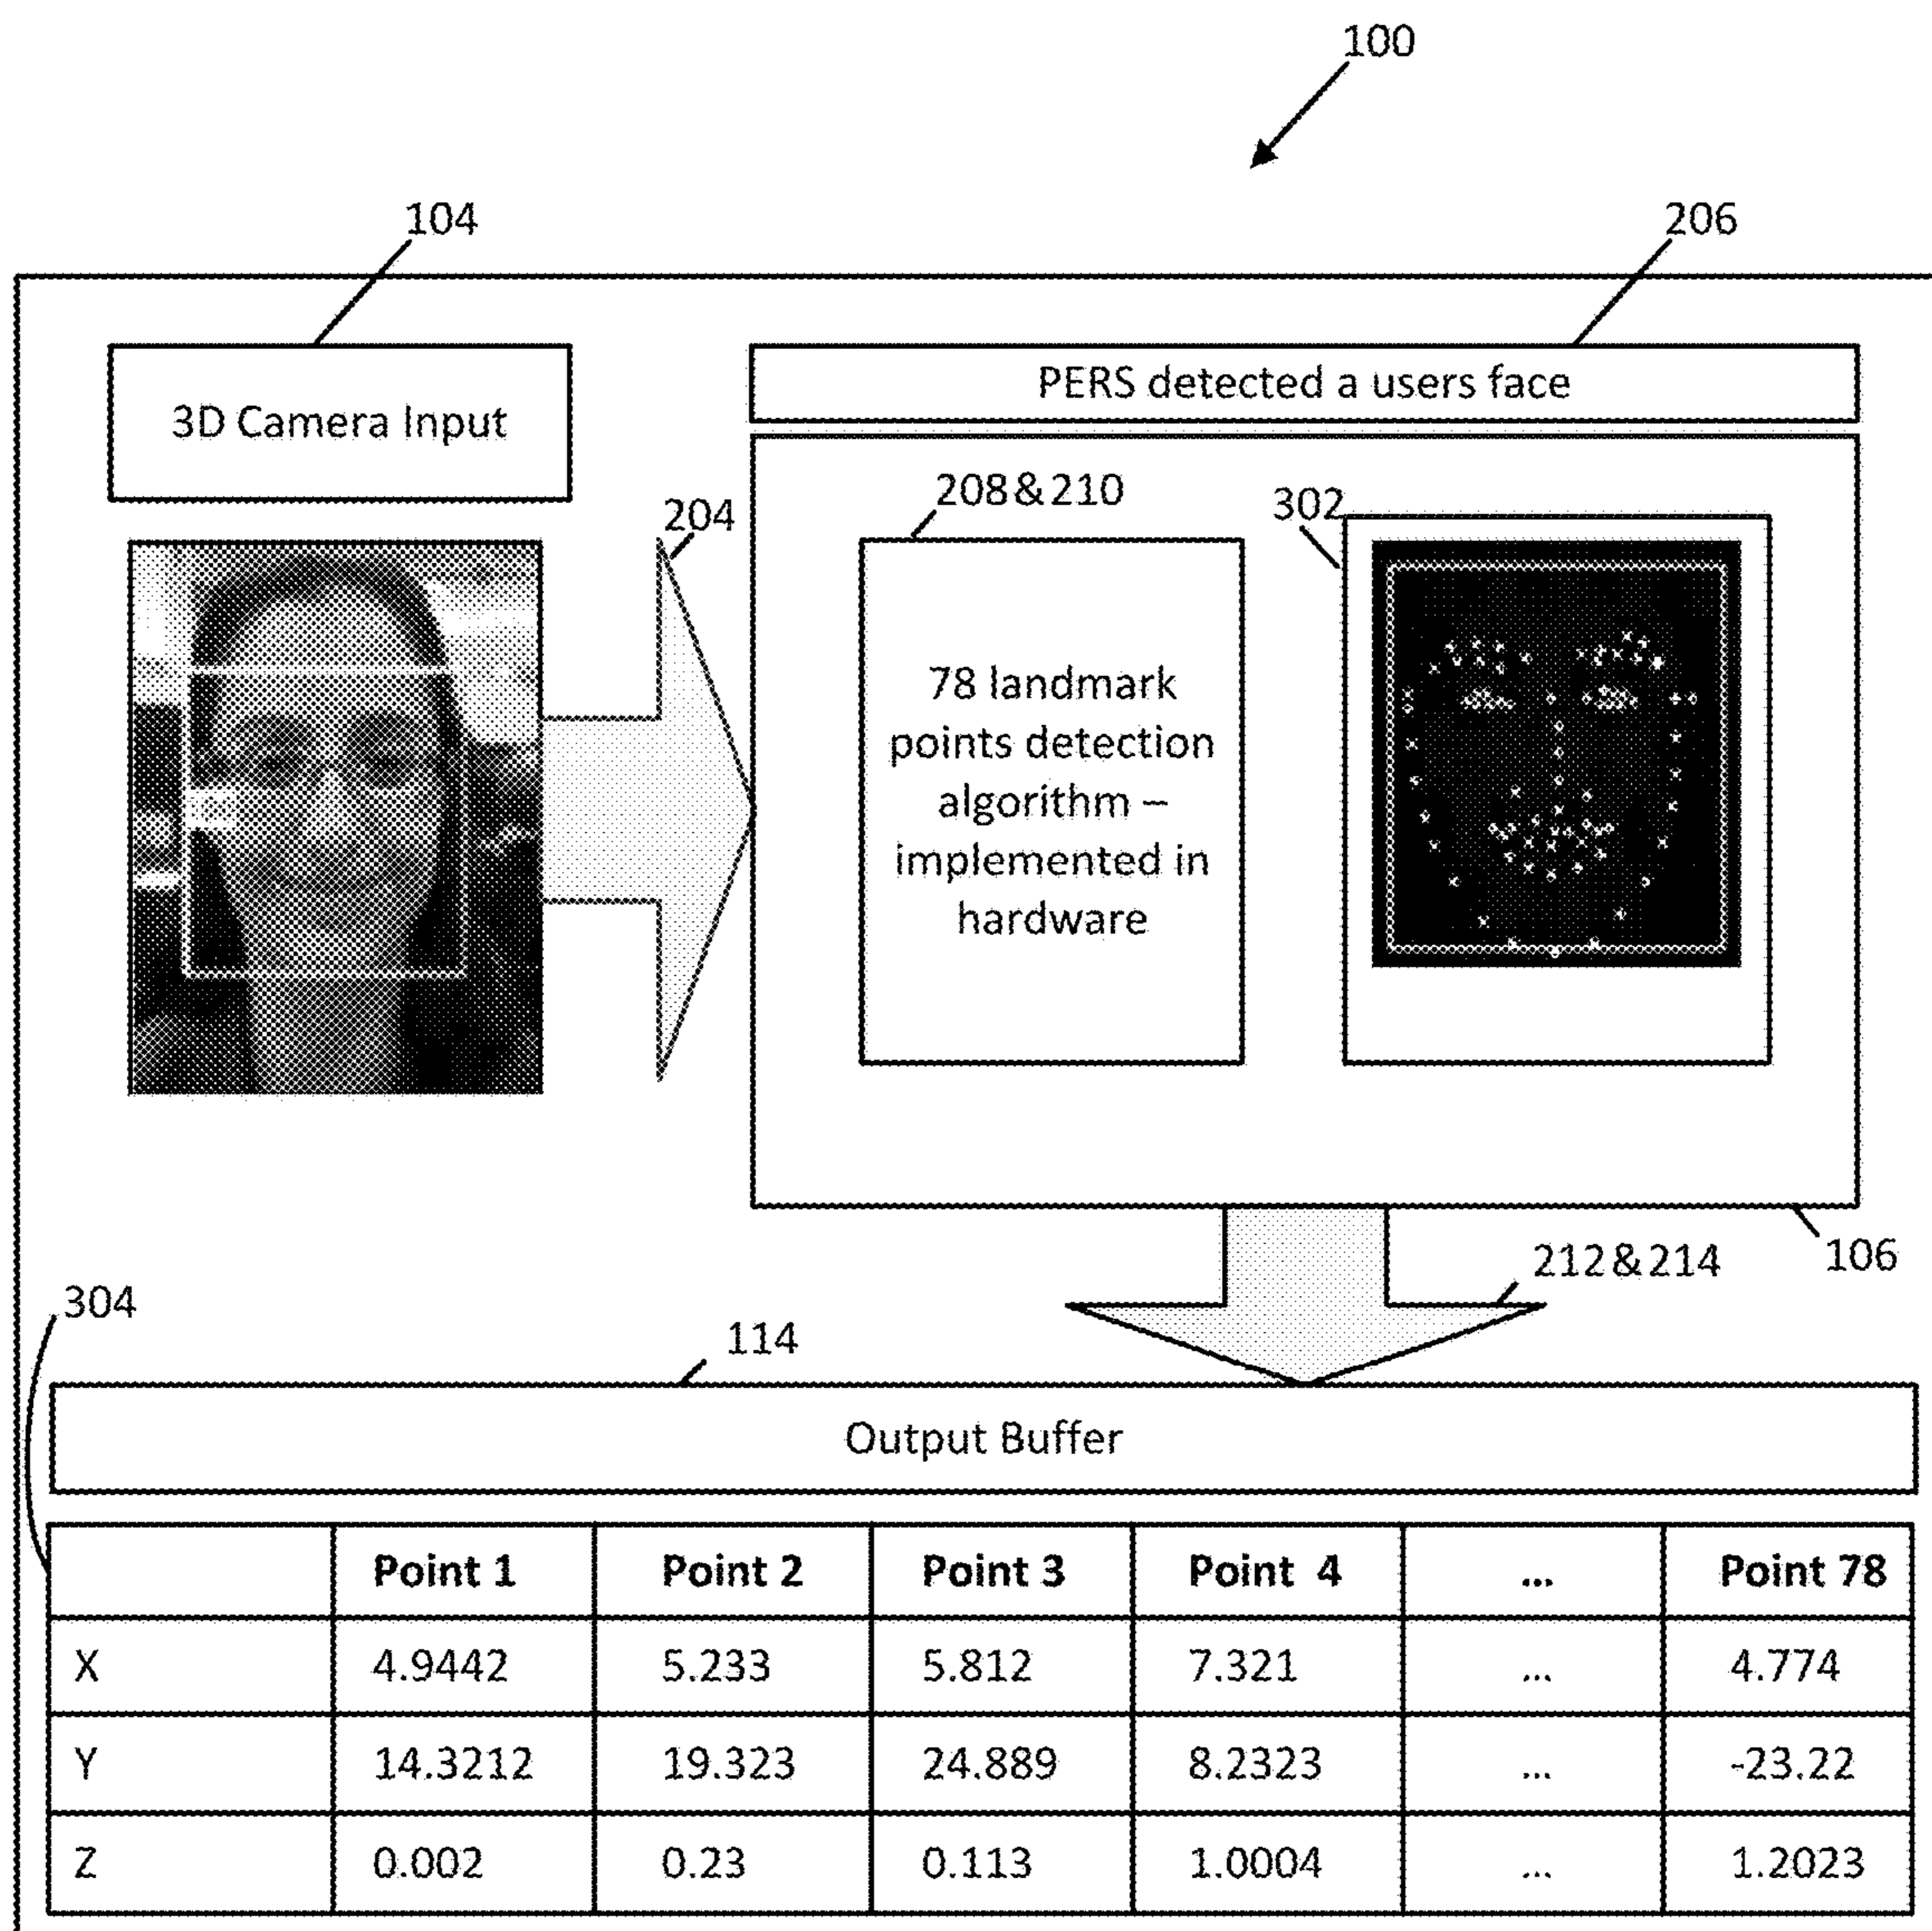 100
104
206
3D Camera Input
PERS detected a users face
204
208&210
302
78 landmark
points detection
algorithm –
implemented in
hardware
106
212&214
304
114
Output Buffer
Point 1 Point 2 Point 3 Point 4 ... Point 78
X 4.9442 5.233 5.812 7.321 ... 4.774
Y 14.3212 19.323 24.889 8.2323 ... -23.22
Z 0.002 0.23 0.113 1.0004 ... 1.2023